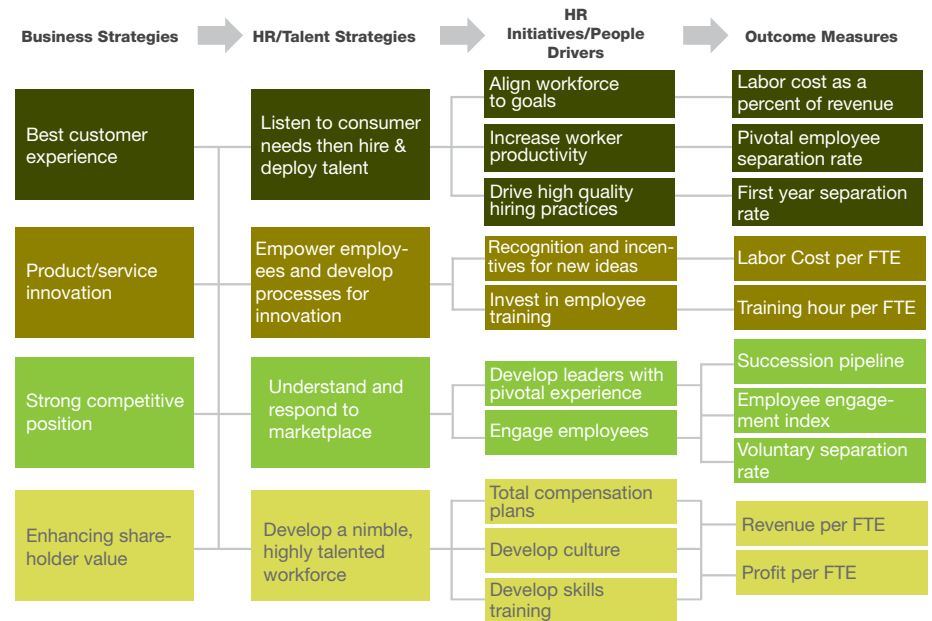 Business Strategies
HR/Talent Strategies
HR
Initiatives/People
Drivers
Outcome Measures
Best customer
experience
Listen to consumer
needs then hire &
deploy talent
Align workforce
to goals
Labor cost as a
percent of revenue
Increase worker
productivity
Pivotal employee
separation rate
Drive high quality
hiring practices
First year separation
rate
Product/service
innovation
Empower employ-
ees and develop
processes for
innovation
Recognition and incen-
tives for new ideas
Labor Cost per FTE
Invest in employee
training
Training hour per FTE
Strong competitive
position
Understand and
respond to
marketplace
Develop leaders with
pivotal experience
Engage employees
Succession pipeline
Employee engage-
ment index
Voluntary separation
rate
Enhancing share-
holder value
Develop a nimble,
highly talented
workforce
Total compensation
plans
Develop culture
Develop skills
training
Revenue per FTE
Profit per FTE